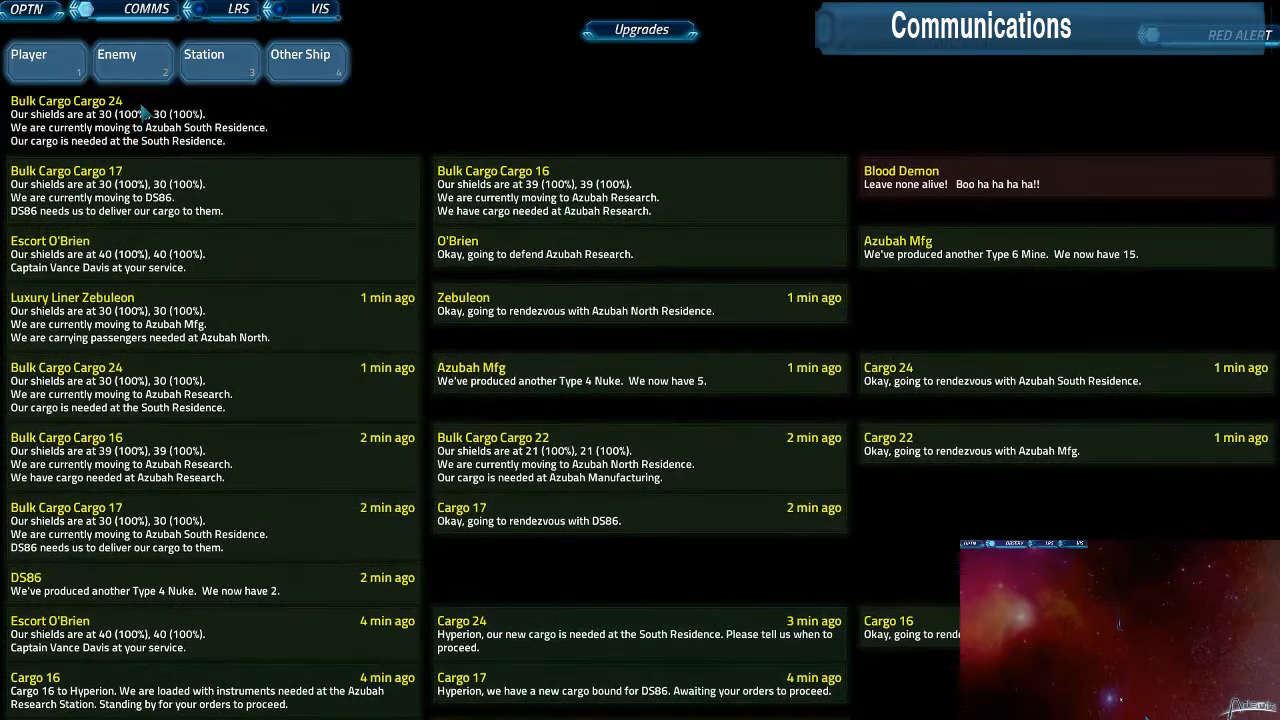 OPTN
COMMS
LRS
VIS
Upgrades
Communications
RED ALERT
Player
1
Enemy
2
Station
3
Other Ship
4
Bulk Cargo Cargo 24
Our shields are at 30 (100%), 30 (100%).
We are currently moving to Azubah South Residence.
Our cargo is needed at the South Residence.
Bulk Cargo Cargo 17
Our shields are at 30 (100%), 30 (100%).
We are currently moving to DS86.
DS86 needs us to deliver our cargo to them.
Bulk Cargo Cargo 16
Our shields are at 39 (100%), 39 (100%).
We are currently moving to Azubah Research.
We have cargo needed at Azubah Research.
Blood Demon
Leave none alive! Boo ha ha ha ha!!
Escort O'Brien
Our shields are at 40 (100%), 40 (100%).
Captain Vance Davis at your service.
O'Brien
Okay, going to defend Azubah Research.
Azubah Mfg
We've produced another Type 6 Mine. We now have 15.
Luxury Liner Zebuleon 1 min ago
Our shields are at 30 (100%), 30 (100%).
We are currently moving to Azubah Mfg.
We are carrying passengers needed at Azubah North.
Zebuleon 1 min ago
Okay, going to rendezvous with Azubah North Residence.
Bulk Cargo Cargo 24 1 min ago
Our shields are at 30 (100%), 30 (100%).
We are currently moving to Azubah Research.
Our cargo is needed at the South Residence.
Azubah Mfg 1 min ago
We've produced another Type 4 Nuke. We now have 5.
Cargo 24 1 min ago
Okay, going to rendezvous with Azubah South Residence.
Bulk Cargo Cargo 16 2 min ago
Our shields are at 39 (100%), 39 (100%).
We are currently moving to Azubah Research.
We have cargo needed at Azubah Research.
Bulk Cargo Cargo 22 2 min ago
Our shields are at 21 (100%), 21 (100%).
We are currently moving to Azubah North Residence.
Our cargo is needed at Azubah Manufacturing.
Cargo 22 1 min ago
Okay, going to rendezvous with Azubah Mfg.
Bulk Cargo Cargo 17 2 min ago
Our shields are at 30 (100%), 30 (100%).
We are currently moving to Azubah South Residence.
DS86 needs us to deliver our cargo to them.
Cargo 17 2 min ago
Okay, going to rendezvous with DS86.
DS86 2 min ago
We've produced another Type 4 Nuke. We now have 2.
Escort O'Brien 4 min ago
Our shields are at 40 (100%), 40 (100%).
Captain Vance Davis at your service.
Cargo 24 3 min ago
Hyperion, our new cargo is needed at the South Residence. Please tell us when to
proceed.
Cargo 16
Okay, going to rende
Cargo 16 4 min ago
Cargo 16 to Hyperion. We are loaded with instruments needed at the Azubah
Research Station. Standing by for your orders to proceed.
Cargo 17 4 min ago
Hyperion, we have a new cargo bound for DS86. Awaiting your orders to proceed.
OPTN
LRS
VIS
Artemis